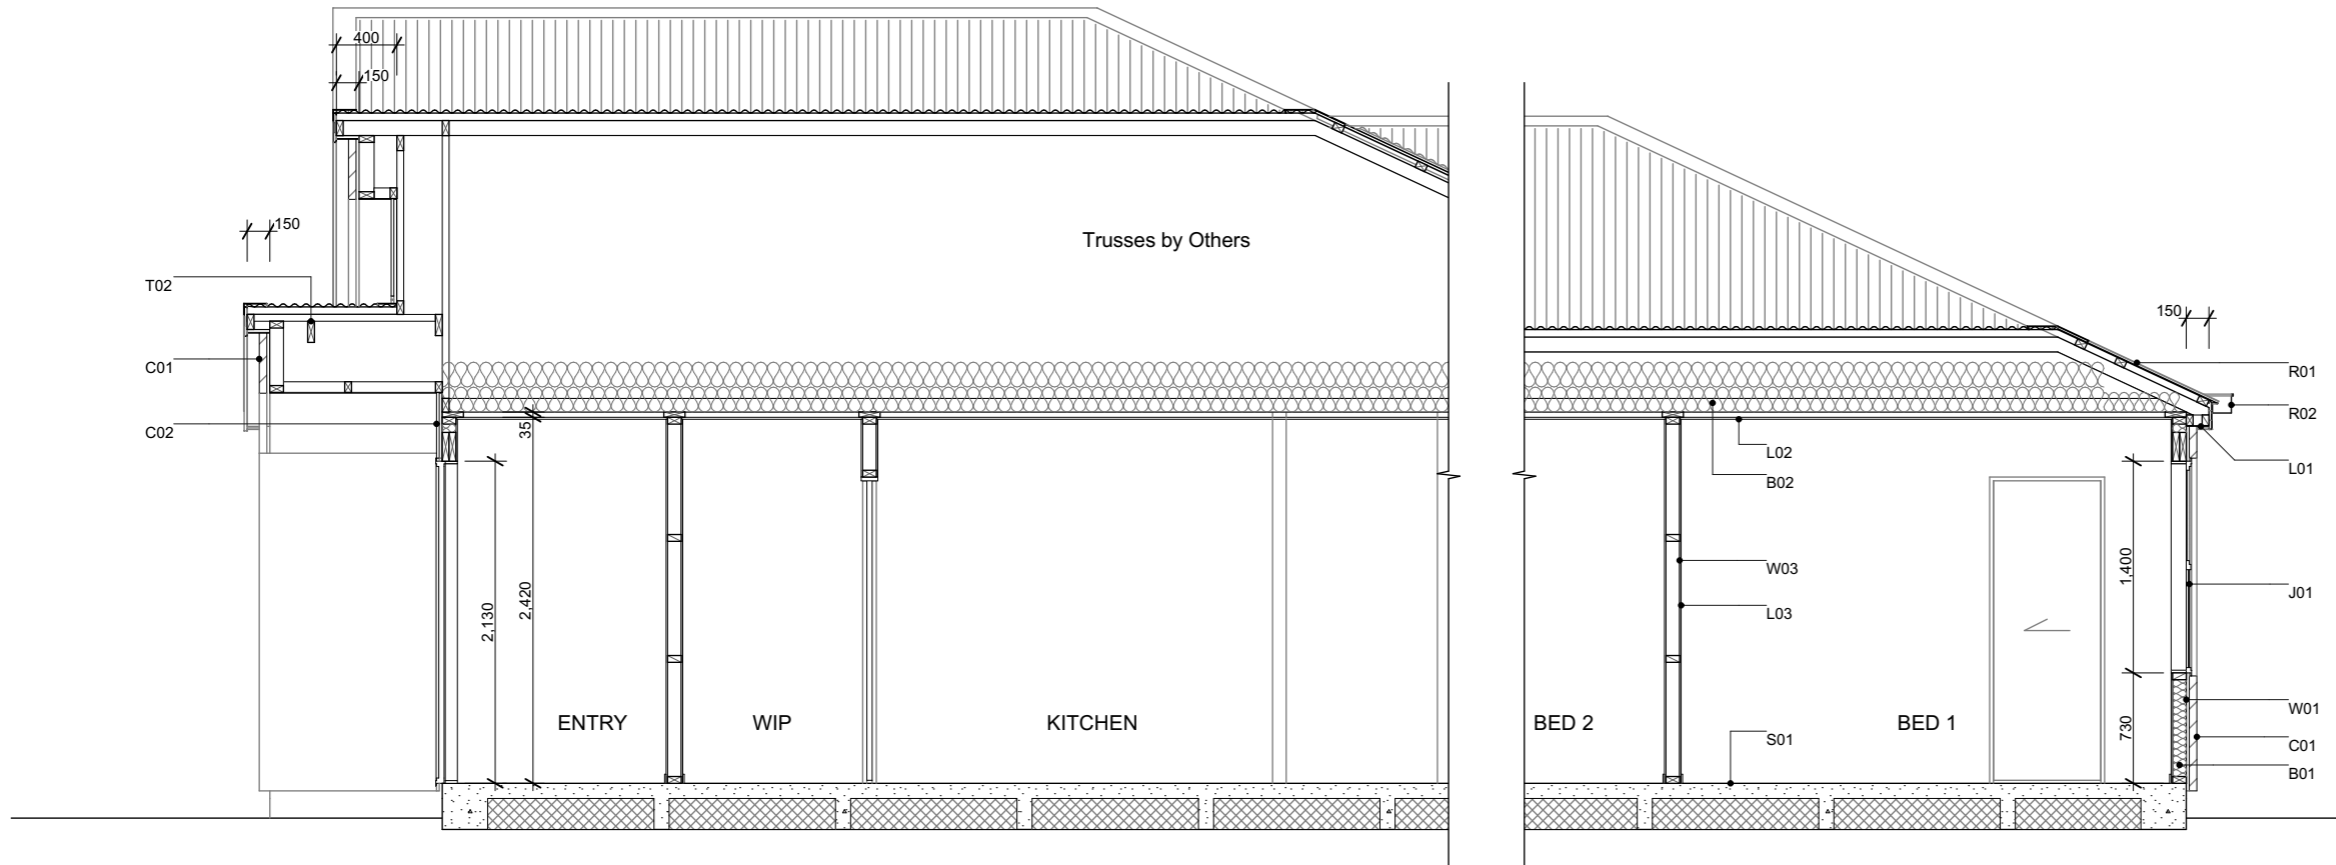 400
150
150
Trusses by Others
T02
150
C01
R01
R02
C02
35
L02
L01
B02
1,400
W03
J01
2,130
2,420
L03
ENTRY
WIP
KITCHEN
BED 2
BED 1
730
W01
S01
C01
B01